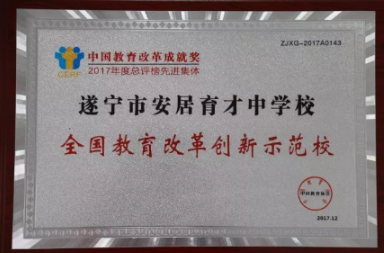 ZJXG-2017A0143
中国教育改革成就奖
2017年度总评榜先进集体
CERP
遂宁市安居育才中学校
全国教育改革创新示范校
2017.12